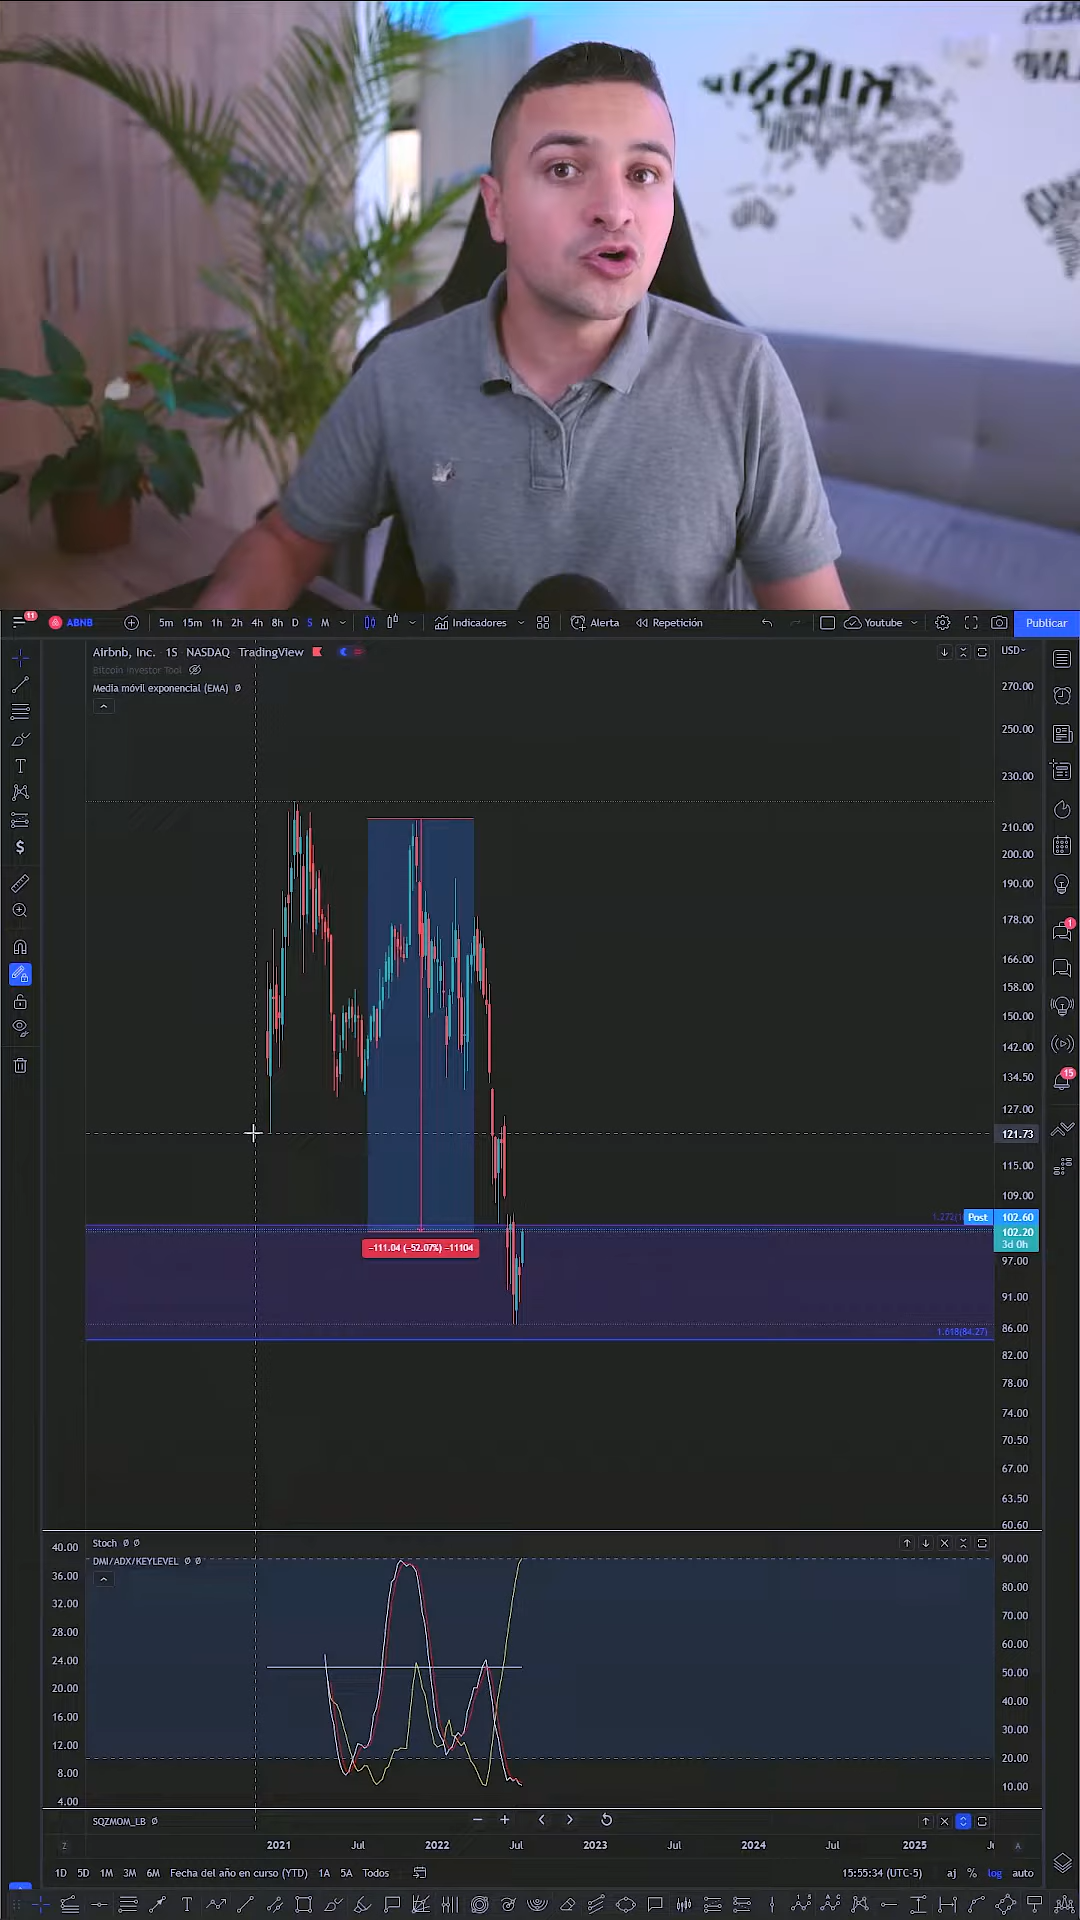 11
ABNB
5m 15m 1h 2h 4h 8h D S M
Indicadores
Alerta
Repetición
Youtube
Publicar
Airbnb, Inc. 1S NASDAQ TradingView
USD
Bitcoin Investor Tool
Media móvil exponencial (EMA)
270.00
250.00
230.00
210.00
200.00
190.00
178.00
1
166.00
158.00
150.00
142.00
15
134.50
127.00
121.73
115.00
109.00
Post 102.60
102.20
3d 0h
−111.04 (−52.07%) −11104
97.00
91.00
86.00
1.618(84.27)
82.00
78.00
74.00
70.50
67.00
63.50
60.60
Stoch
40.00
DMI/ADX/KEYLEVEL
90.00
36.00
80.00
32.00
70.00
28.00
60.00
24.00
50.00
20.00
40.00
16.00
30.00
12.00
20.00
8.00
10.00
4.00
SQZMOM_LB
Z 2021 Jul 2022 Jul 2023 Jul 2024 Jul 2025 A
1D 5D 1M 3M 6M Fecha del año en curso (YTD) 1A 5A Todos
15:55:34 (UTC-5) aj % log auto